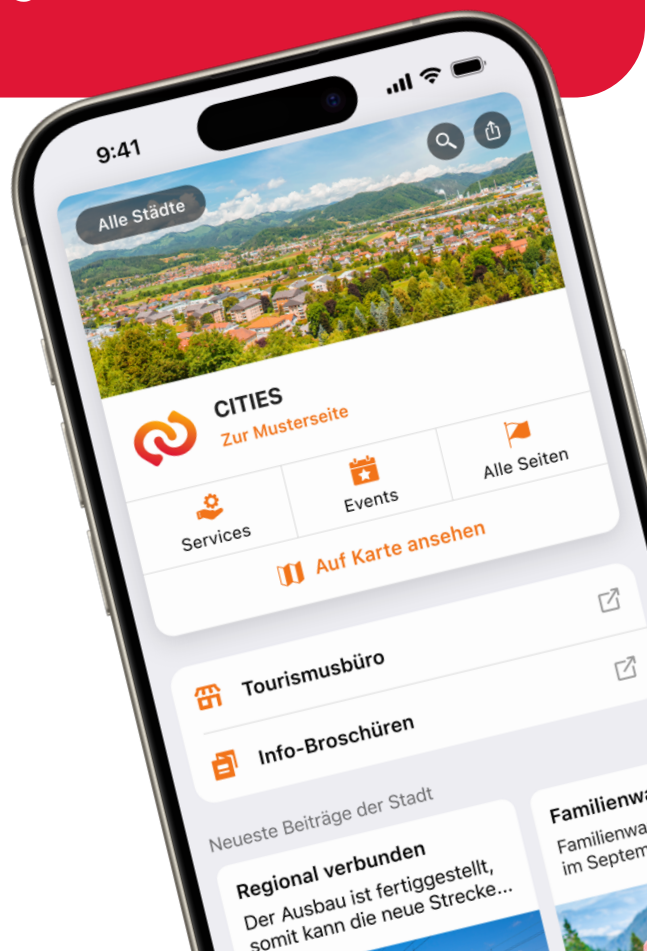 9:41
Alle Städte
CITIES
Zur Musterseite
Services
Events
Alle Seiten
Auf Karte ansehen
Tourismusbüro
Info-Broschüren
Neueste Beiträge der Stadt
Regional verbunden
Der Ausbau ist fertiggestellt,
somit kann die neue Strecke...
Familienwa
Familienwa
im Septem